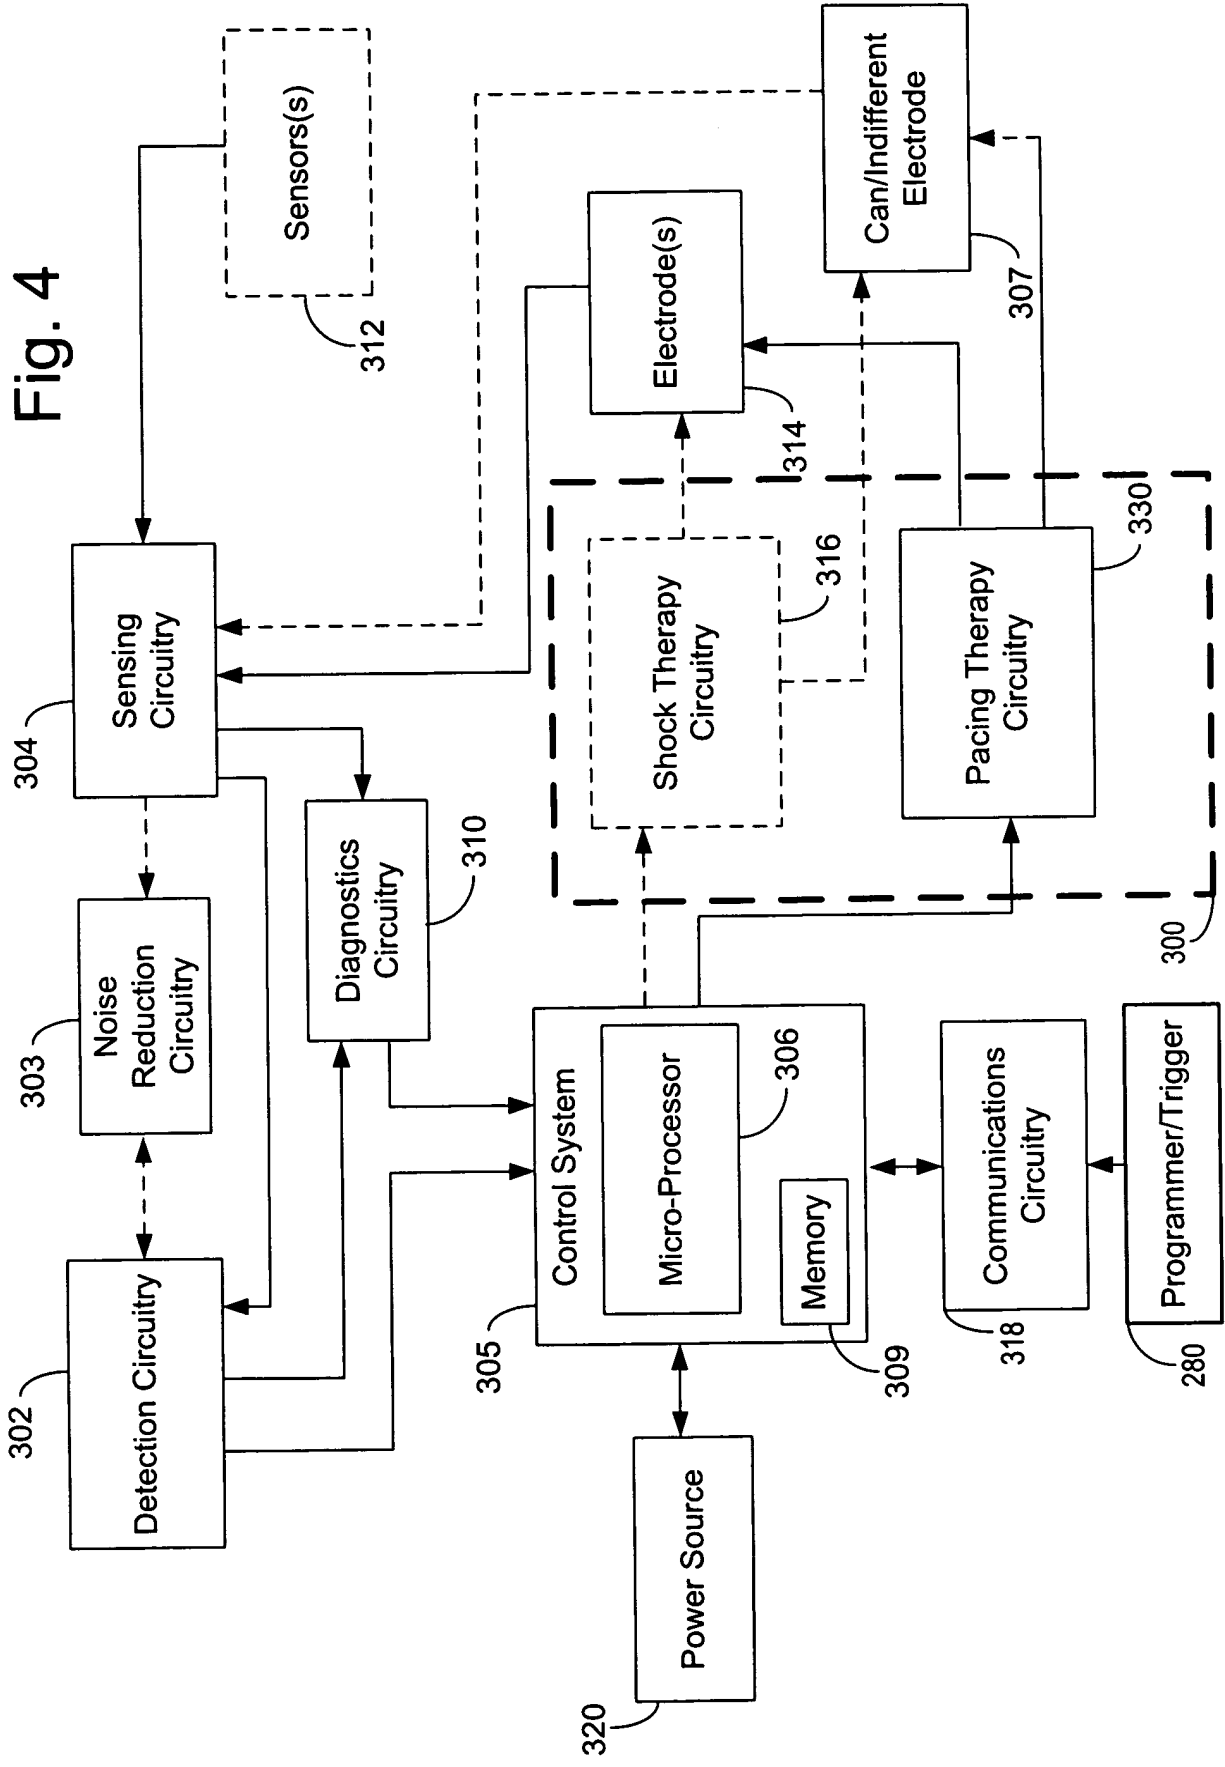 Fig. 4
304
Sensing
Circuitry
Sensors(s)
312
303
Noise
Reduction
Circuitry
302
Detection Circuitry
Diagnostics
Circuitry
310
305
Control System
Micro-Processor
306
Memory
309
320
Power Source
Shock Therapy
Circuitry
316
Electrode(s)
314
Can/Indifferent
Electrode
307
Pacing Therapy
Circuitry
330
300
Communications
Circuitry
318
Programmer/Trigger
280